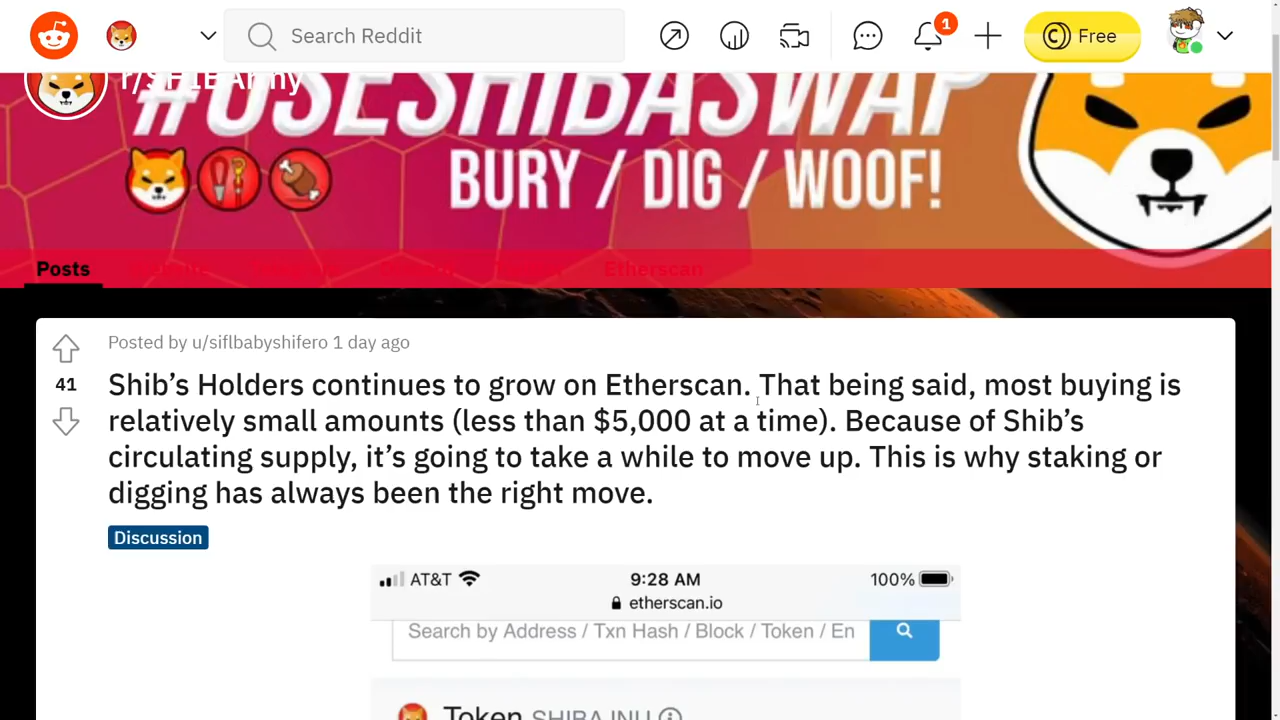 Search Reddit
1
Free
r/SHIBArmy
#USESHIBASWAP
BURY / DIG / WOOF!
Posts
Etherscan
Posted by u/siflbabyshifero 1 day ago
41
Shib’s Holders continues to grow on Etherscan. That being said, most buying is
relatively small amounts (less than $5,000 at a time). Because of Shib’s
circulating supply, it’s going to take a while to move up. This is why staking or
digging has always been the right move.
Discussion
AT&T 9:28 AM 100%
etherscan.io
Search by Address / Txn Hash / Block / Token / En
Token SHIBA INU